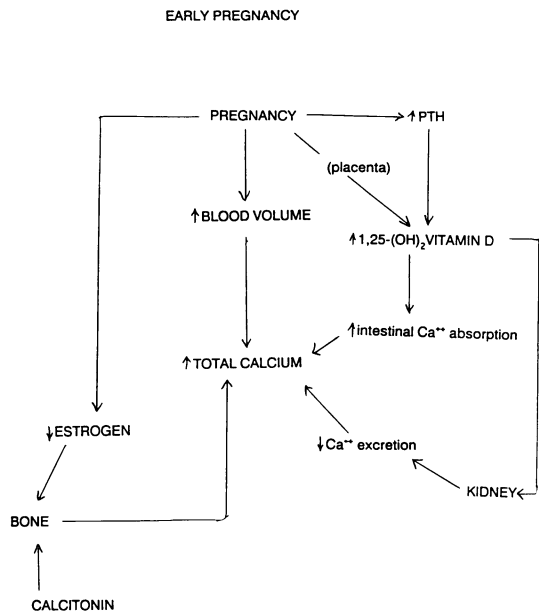 EARLY PREGNANCY
PREGNANCY
↑PTH
(placenta)
↑BLOOD VOLUME
↑1,25-(OH)₂VITAMIN D
↑intestinal Ca⁺⁺ absorption
↑TOTAL CALCIUM
↓ESTROGEN
↓Ca⁺⁺ excretion
KIDNEY
BONE
CALCITONIN